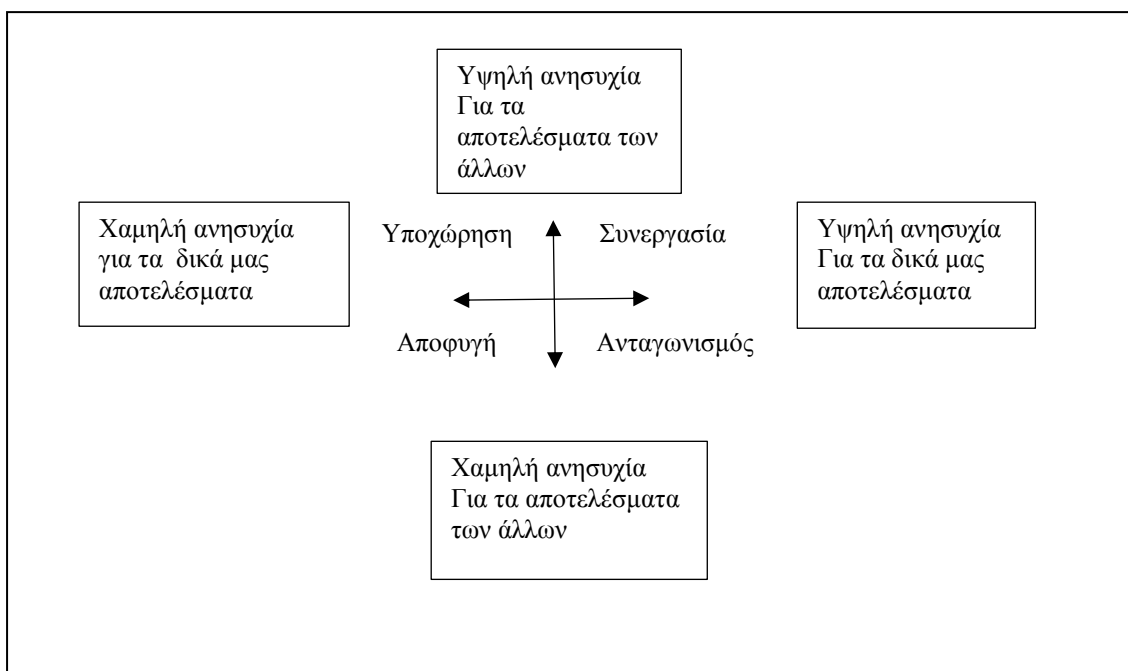 Υψηλή ανησυχία
Για τα
αποτελέσματα των
άλλων
Χαμηλή ανησυχία
για τα  δικά μας
αποτελέσματα
Υποχώρηση
Συνεργασία
Υψηλή ανησυχία
Για τα δικά μας
αποτελέσματα
Αποφυγή
Ανταγωνισμός
Χαμηλή ανησυχία
Για τα αποτελέσματα
των άλλων